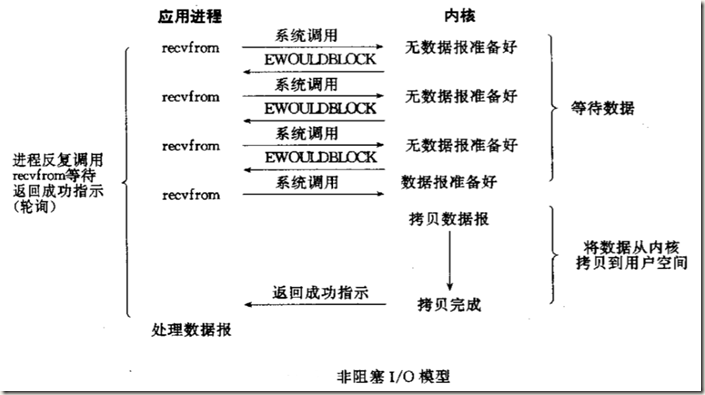 应用进程
内核
recvfrom
系统调用
无数据报准备好
EWOULDBLOCK
recvfrom
系统调用
无数据报准备好
EWOULDBLOCK
recvfrom
系统调用
无数据报准备好
EWOULDBLOCK
recvfrom
系统调用
数据报准备好
等待数据
进程反复调用
recvfrom等待
返回成功指示
(轮询)
拷贝数据报
将数据从内核
拷贝到用户空间
返回成功指示
拷贝完成
处理数据报
非阻塞 I/O 模型